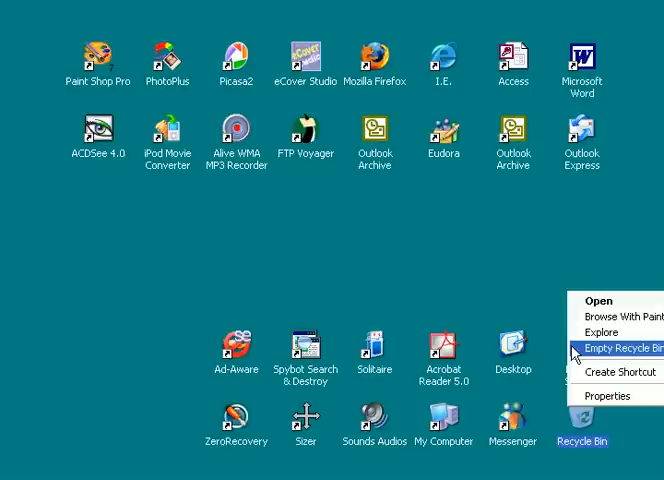 Paint Shop Pro
PhotoPlus
Picasa2
eCover Studio
Mozilla Firefox
I.E.
Access
Microsoft
Word
ACDSee 4.0
iPod Movie
Converter
Alive WMA
MP3 Recorder
FTP Voyager
Outlook
Archive
Eudora
Outlook
Archive
Outlook
Express
Open
Browse With Paint
Explore
Empty Recycle Bin
Create Shortcut
Properties
Ad-Aware
Spybot Search
& Destroy
Solitaire
Acrobat
Reader 5.0
Desktop
ZeroRecovery
Sizer
Sounds Audios
My Computer
Messenger
Recycle Bin